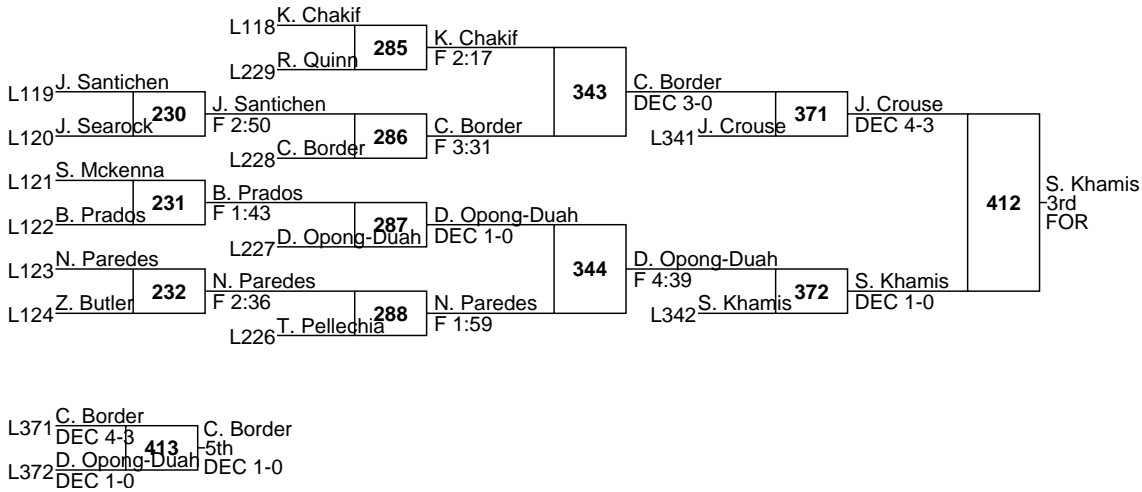 L118 K. Chakif
285
K. Chakif
F 2:17
L229 R. Quinn
L119 J. Santichen
230
J. Santichen
F 2:50
L120 J. Searock
286
C. Border
F 3:31
L228 C. Border
343
C. Border
DEC 3-0
371
J. Crouse
DEC 4-3
L341 J. Crouse
L121 S. Mckenna
231
B. Prados
F 1:43
L122 B. Prados
287
D. Opong-Duah
DEC 1-0
L227 D. Opong-Duah
L123 N. Paredes
232
N. Paredes
F 2:36
L124 Z. Butler
288
N. Paredes
F 1:59
L226 T. Pellechia
344
D. Opong-Duah
F 4:39
372
S. Khamis
DEC 1-0
L342 S. Khamis
412
S. Khamis
3rd
FOR
L371 C. Border
DEC 4-3
413
C. Border
5th
DEC 1-0
L372 D. Opong-Duah
DEC 1-0